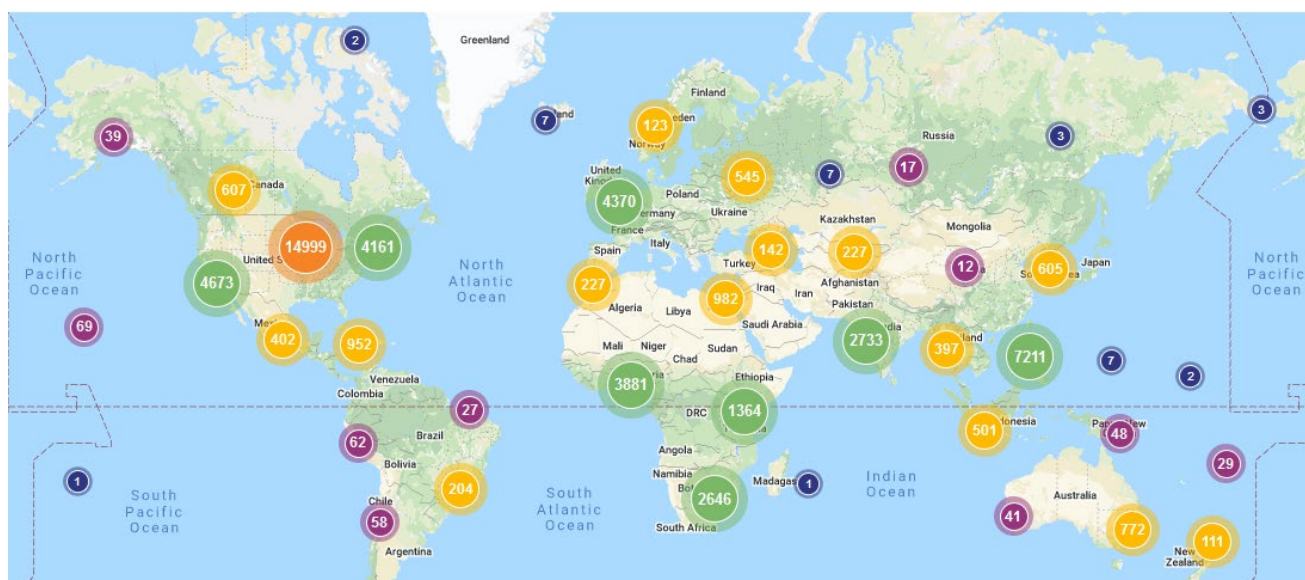 2
Greenland
3
7
Finland
123
Norway
Russia
3
39
17
545
7
United
Kingdom
Poland
607
4370
Ukraine
Kazakhstan
Mongolia
France
14999
4161
Spain
Italy
142
227
12
605
Japan
Turkey
North
Pacific
Ocean
North
Atlantic
Ocean
North
Pacific
Ocean
4673
227
982
Iraq
Iran
Afghanistan
Pakistan
Algeria
Libya
Saudi Arabia
69
402
952
Mali
Niger
Chad
Sudan
2733
397
7211
7
2
Venezuela
Colombia
3881
Ethiopia
27
DRC
1364
62
Brazil
501
48
Angola
29
Bolivia
Namibia
1
204
2646
1
Indian
Ocean
South
Pacific
Ocean
Chile
58
South
Atlantic
Ocean
South Africa
41
Australia
772
111
Argentina
New
Zealand